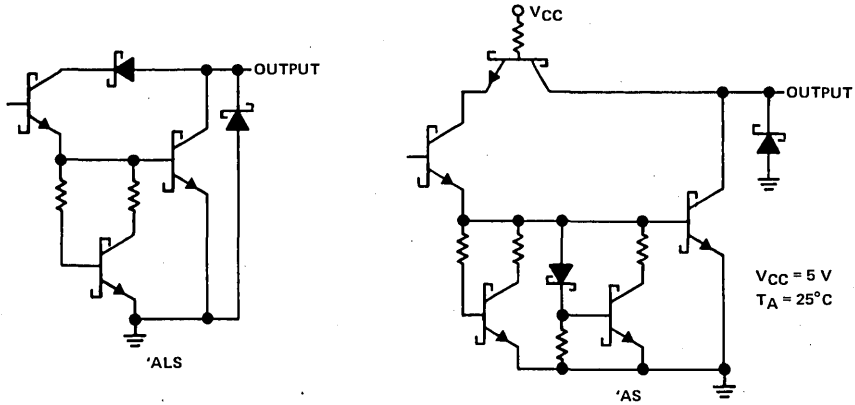 VCC
OUTPUT
OUTPUT
VCC = 5 V
TA = 25°C
'ALS
'AS